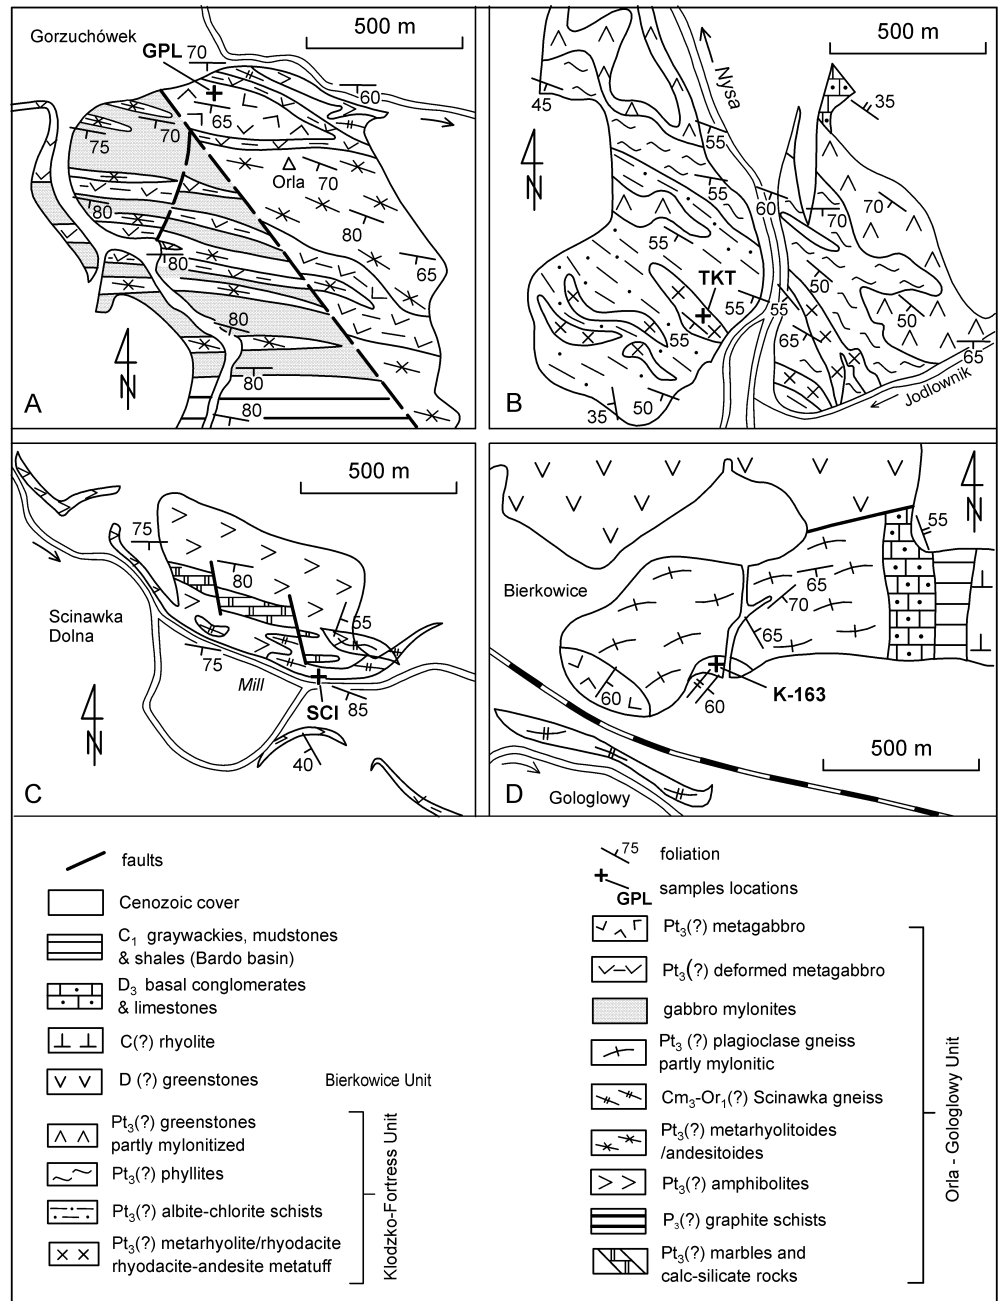 Gorzuchówek
GPL
70
500 m
60
65
70
75
Orla
70
80
80
80
65
80
80
80
N
A
500 m
Nysa
45
35
N
55
55
60
70
70
55
TKT
50
55
55
50
55
65
65
35
50
Jodlownik
B
500 m
75
80
Scinawka
Dolna
55
75
Mill
SCI
85
N
40
C
N
55
Bierkowice
65
70
65
60
60
K-163
500 m
Gologlowy
D
faults
Cenozoic cover
C1 graywackies, mudstones
& shales (Bardo basin)
D3 basal conglomerates
& limestones
C(?) rhyolite
D (?) greenstones
Bierkowice Unit
Pt3(?) greenstones
partly mylonitized
Pt3(?) phyllites
Pt3(?) albite-chlorite schists
Pt3(?) metarhyolite/rhyodacite
rhyodacite-andesite metatuff
Klodzko-Fortress Unit
75
foliation
GPL
samples locations
Pt3(?) metagabbro
Pt3(?) deformed metagabbro
gabbro mylonites
Pt3 (?) plagioclase gneiss
partly mylonitic
Cm3-Or1(?) Scinawka gneiss
Pt3(?) metarhyolitoides
/andesitoides
Pt3(?) amphibolites
P3(?) graphite schists
Pt3(?) marbles and
calc-silicate rocks
Orla - Gologlowy Unit